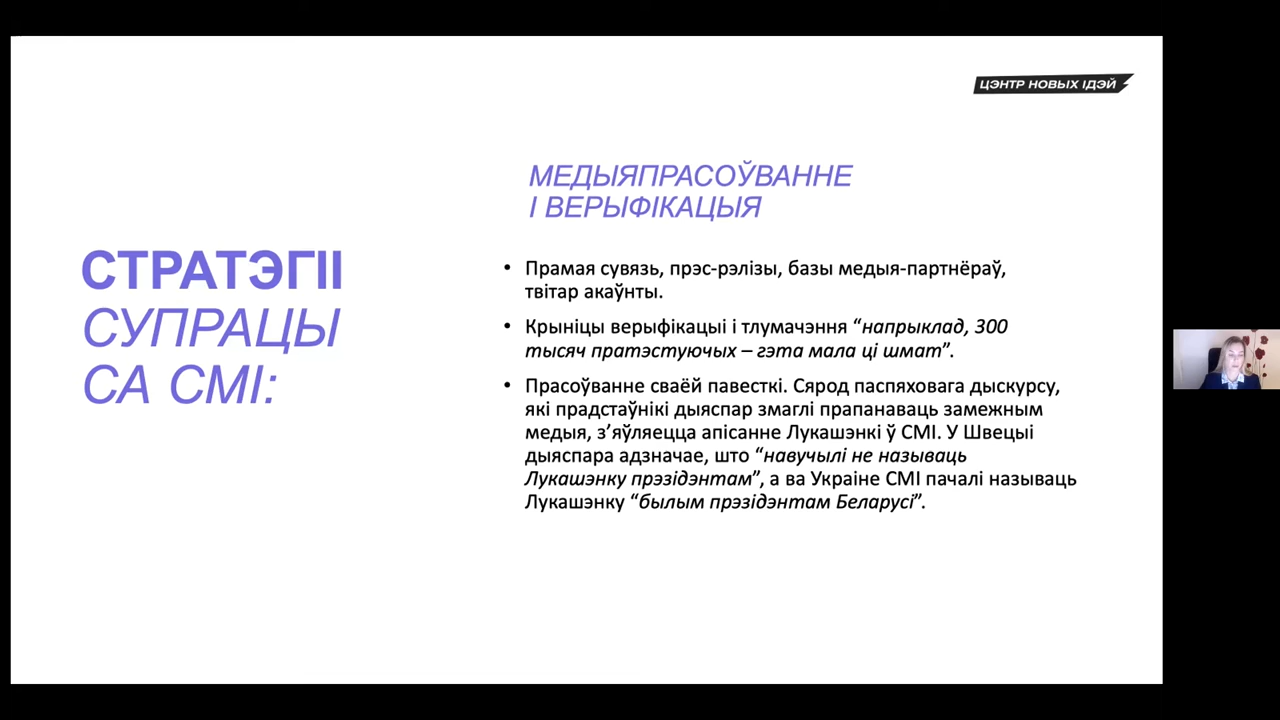 ЦЭНТР НОВЫХ ІДЭЙ
МЕДЫЯПРАСОЎВАННЕ
І ВЕРЫФІКАЦЫЯ
СТРАТЭГІІ
СУПРАЦЫ
СА СМІ:
• Прамая сувязь, прэс-рэлізы, базы медыя-партнёраў,
твітар акаўнты.
• Крыніцы верыфікацыі і тлумачэння “напрыклад, 300
тысяч пратэстуючых – гэта мала ці шмат”.
• Прасоўванне сваёй павесткі. Сярод паспяховага дыскурсу,
які прадстаўнікі дыяспар змаглі прапанаваць замежным
медыя, з’яўляецца апісанне Лукашэнкі ў СМІ. У Швецыі
дыяспара адзначае, што “навучылі не называць
Лукашэнку прэзідэнтам”, а ва Украіне СМІ пачалі называць
Лукашэнку “былым прэзідэнтам Беларусі”.